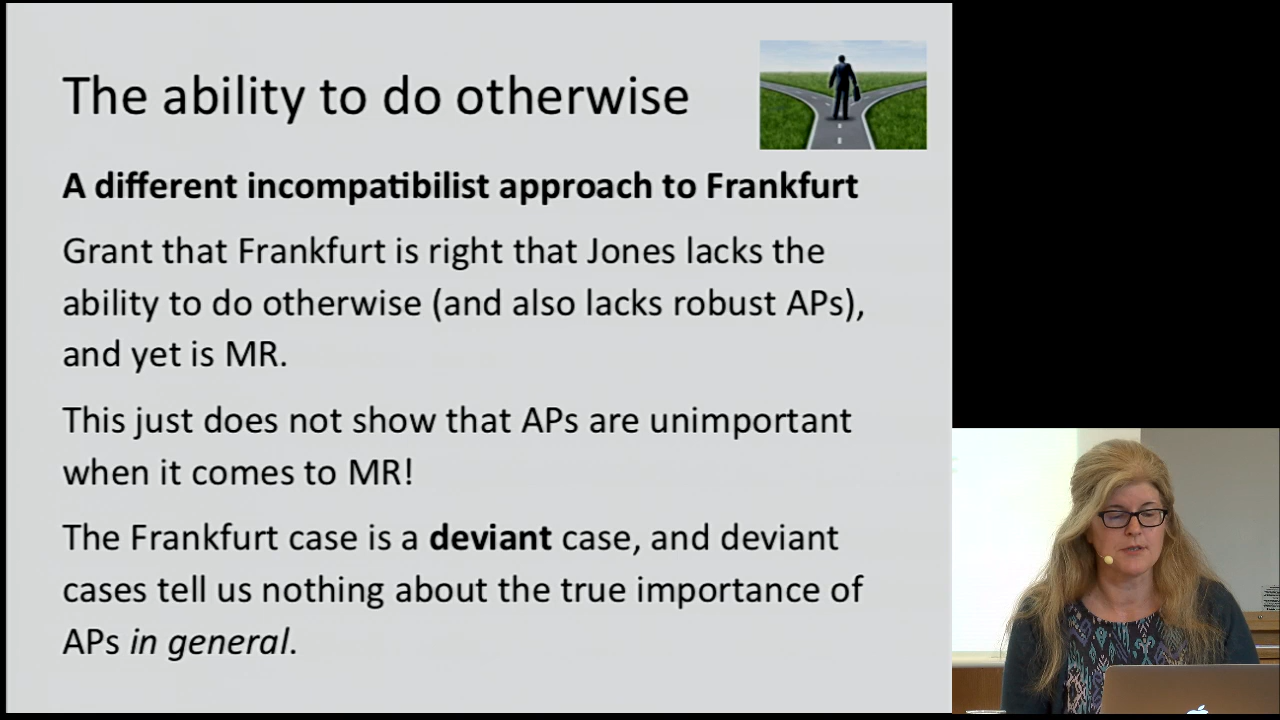 The ability to do otherwise
A different incompatibilist approach to Frankfurt
Grant that Frankfurt is right that Jones lacks the
ability to do otherwise (and also lacks robust APs),
and yet is MR.
This just does not show that APs are unimportant
when it comes to MR!
The Frankfurt case is a deviant case, and deviant
cases tell us nothing about the true importance of
APs in general.